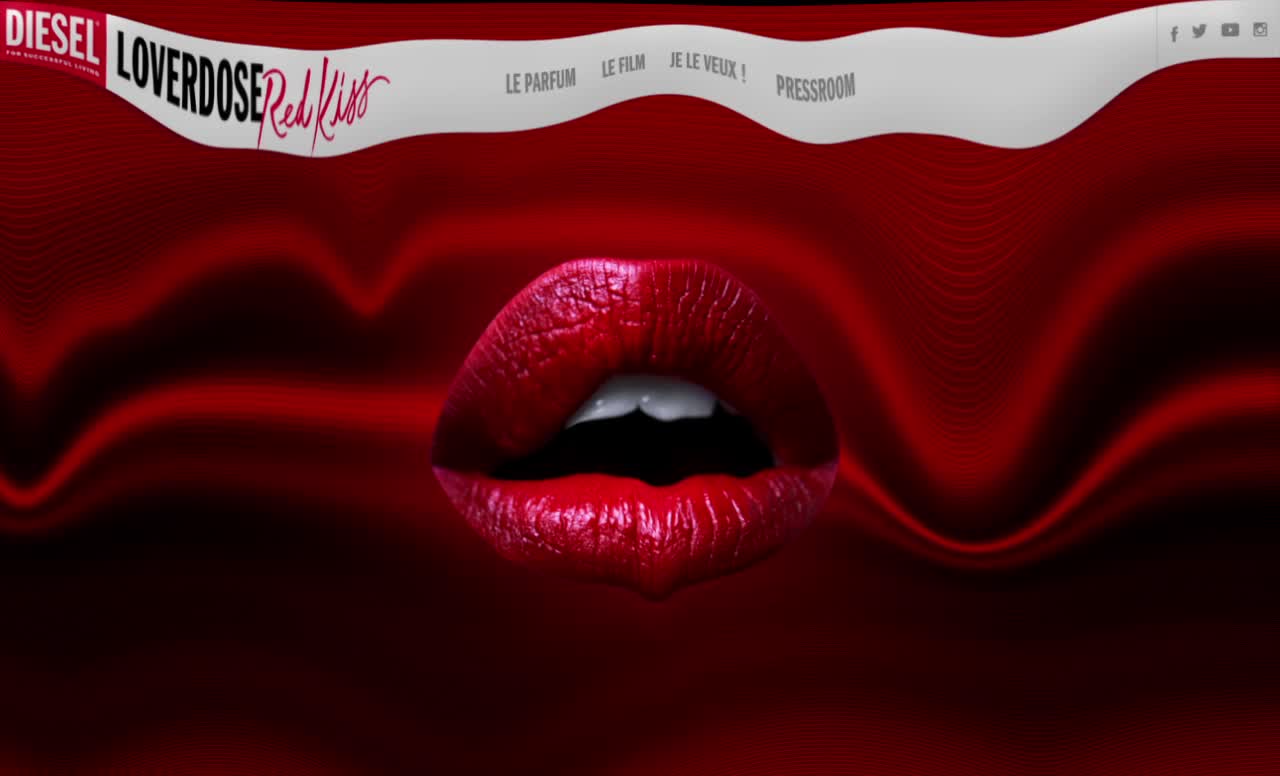 DIESEL
FOR SUCCESSFUL LIVING
LOVERDOSE
Red Kiss
LE PARFUM
LE FILM
JE LE VEUX !
PRESSROOM